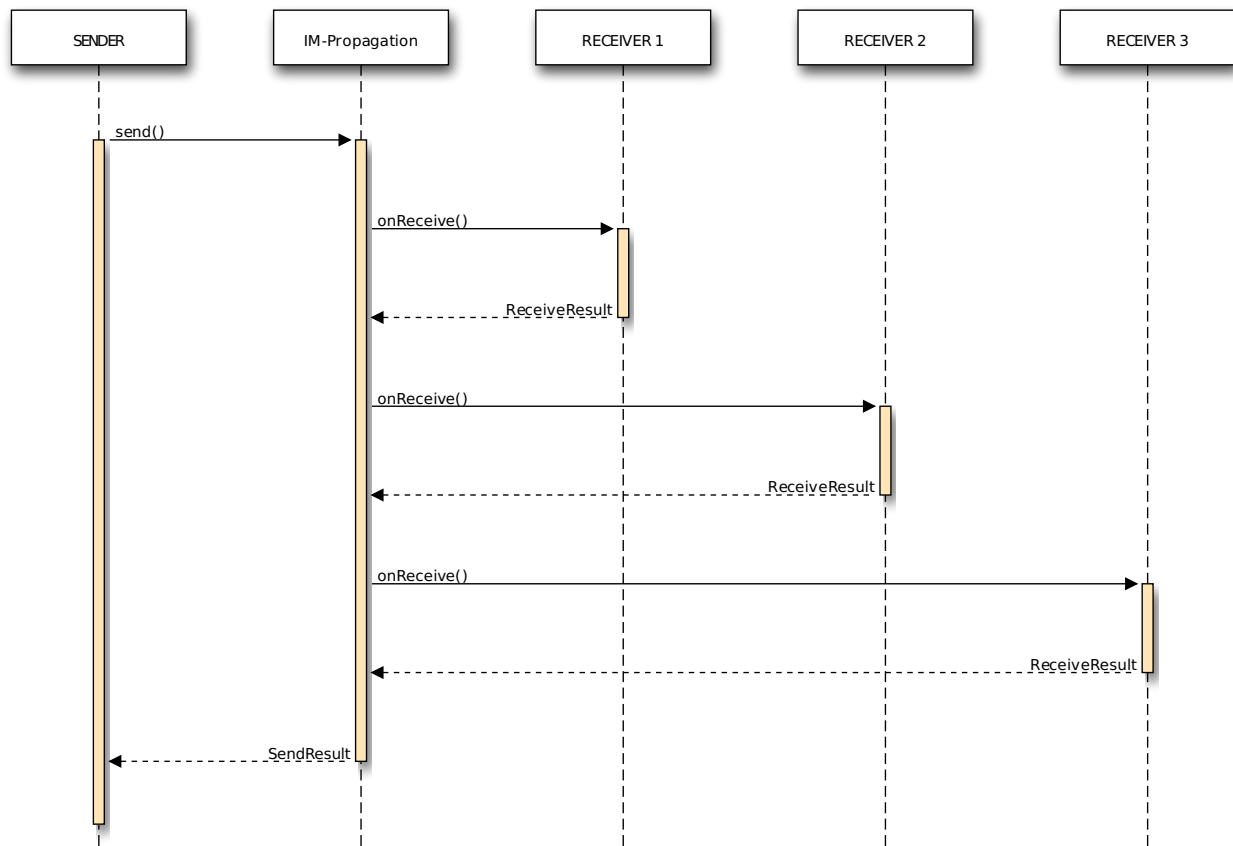 SENDER
IM-Propagation
RECEIVER 1
RECEIVER 2
RECEIVER 3
send()
onReceive()
ReceiveResult
onReceive()
ReceiveResult
onReceive()
ReceiveResult
SendResult